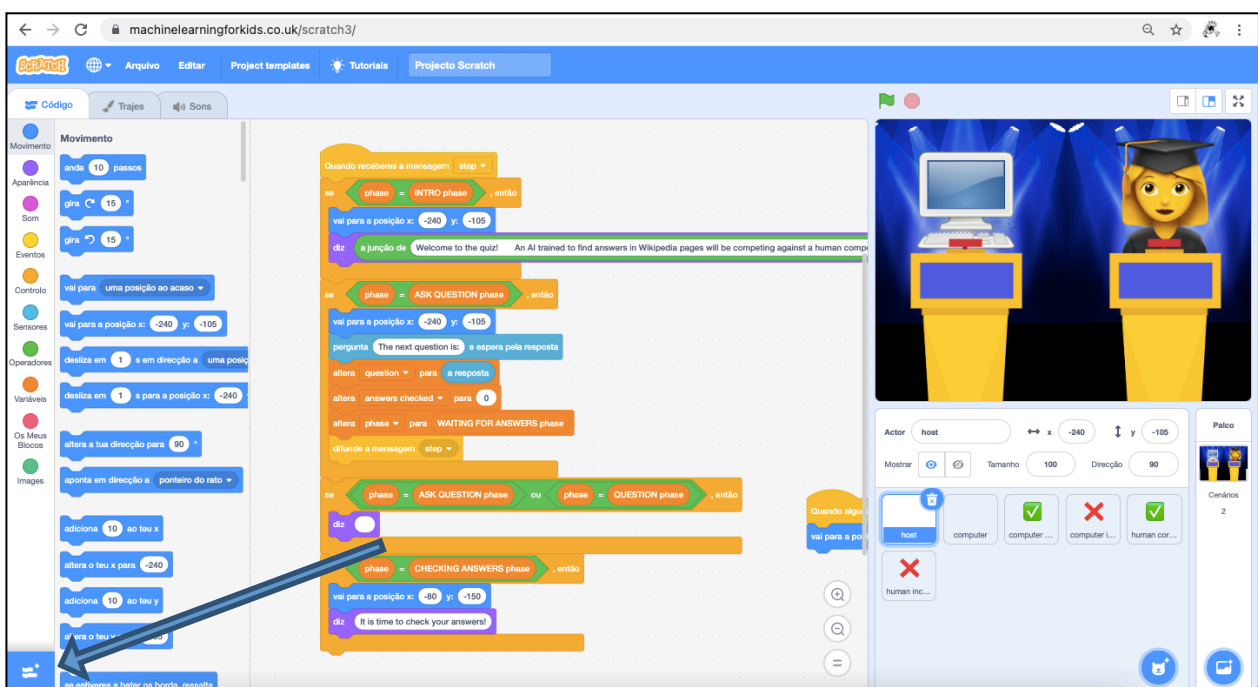 machinelearningforkids.co.uk/scratch3/
SCRATCH Arquivo Editar Project templates Tutoriais Projecto Scratch
Código Trajes Sons
Movimento
Aparência
Som
Eventos
Controlo
Sensores
Operadores
Variáveis
Os Meus
Blocos
Images
Movimento
anda 10 passos
gira 15 °
gira 15 °
vai para uma posição ao acaso
vai para a posição x: -240 y: -105
desliza em 1 s em direcção a uma posiç
desliza em 1 s para a posição x: -240
altera a tua direcção para 90 °
aponta em direcção a ponteiro do rato
adiciona 10 ao teu x
altera o teu x para -240
adiciona 10 ao teu y
altera o teu y
se estiveres a bater na borda, ressalta
Quando receberes a mensagem step
se phase = INTRO phase , então
vai para a posição x: -240 y: -105
diz a junção de Welcome to the quiz! An AI trained to find answers in Wikipedia pages will be competing against a human compe
se phase = ASK QUESTION phase , então
vai para a posição x: -240 y: -105
pergunta The next question is: e espera pela resposta
altera question para a resposta
altera answers checked para 0
altera phase para WAITING FOR ANSWERS phase
difunde a mensagem step
se phase = ASK QUESTION phase ou phase = QUESTION phase , então
diz
phase = CHECKING ANSWERS phase , então
vai para a posição x: -80 y: -150
diz It is time to check your answers!
Quando algu
vai para a po
Actor host x -240 y -105
Mostrar Tamanho 100 Direcção 90
host computer computer ... computer i... human cor...
human inc...
Palco
Cenários
2